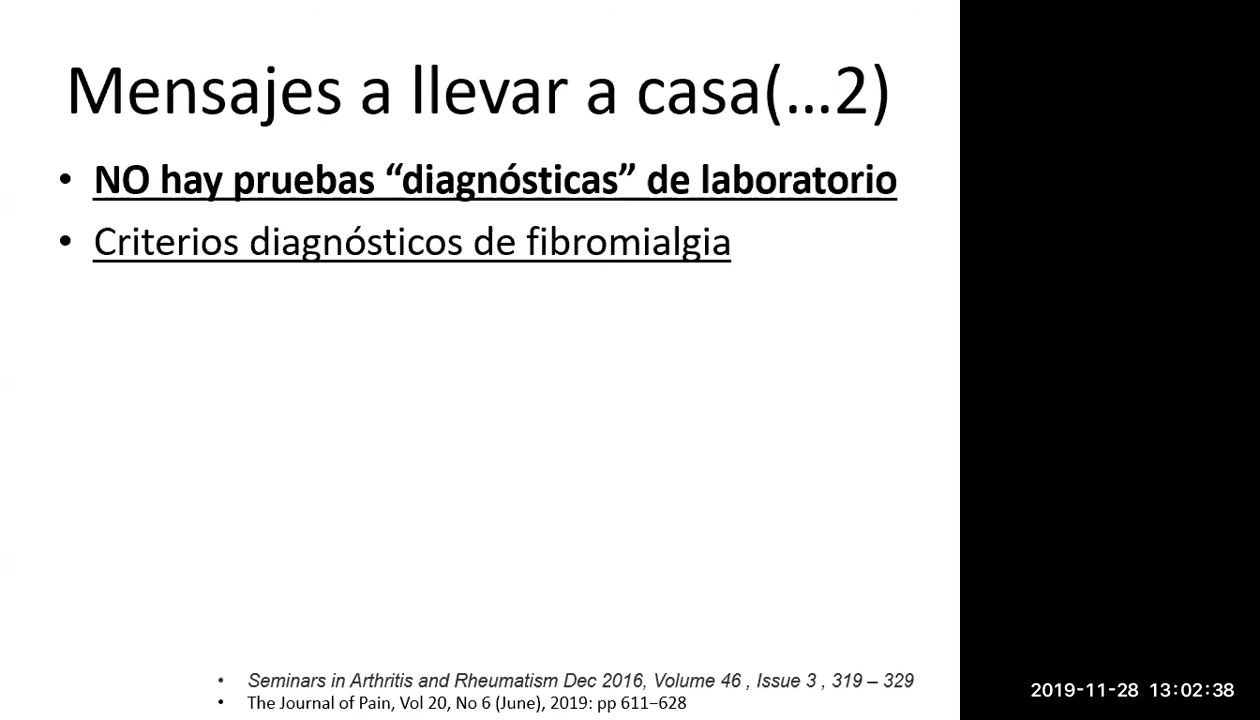 Mensajes a llevar a casa(...2)
• NO hay pruebas “diagnósticas” de laboratorio
• Criterios diagnósticos de fibromialgia
• Seminars in Arthritis and Rheumatism Dec 2016, Volume 46 , Issue 3 , 319 – 329
• The Journal of Pain, Vol 20, No 6 (June), 2019: pp 611−628
2019-11-28 13:02:38